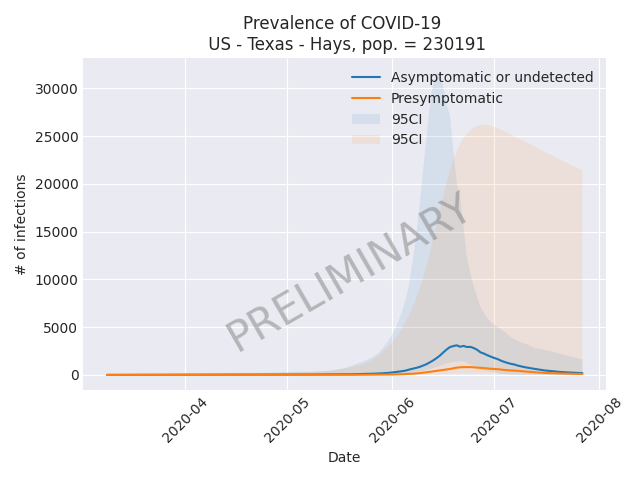 Prevalence of COVID-19
US - Texas - Hays, pop. = 230191
Asymptomatic or undetected
Presymptomatic
95CI
95CI
# of infections
30000
25000
20000
15000
10000
5000
0
PRELIMINARY
2020-04
2020-05
2020-06
2020-07
2020-08
Date